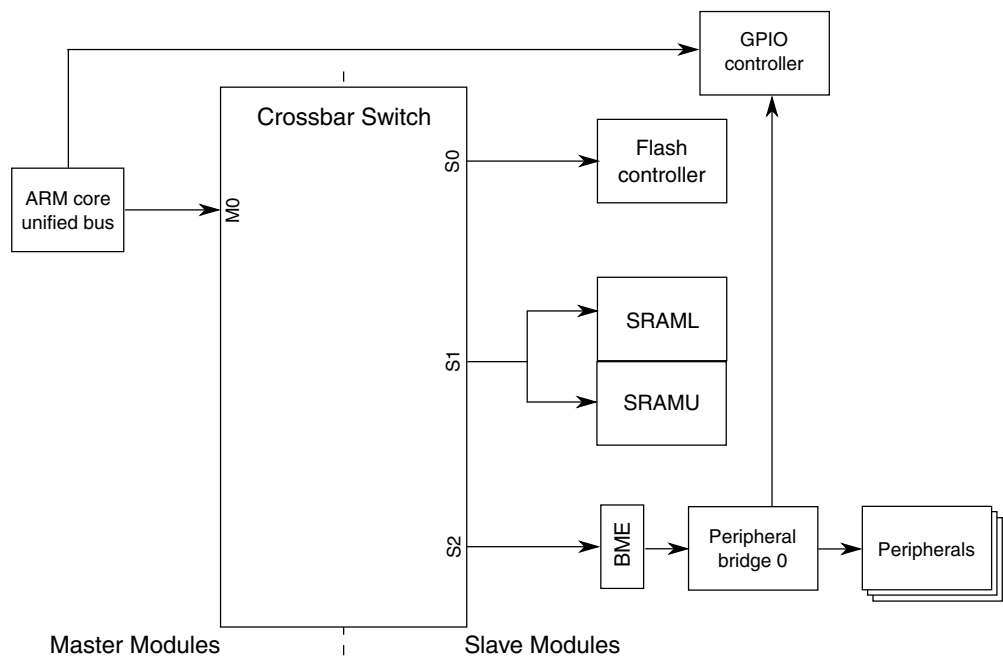 GPIO
controller
Crossbar Switch
S0
Flash
controller
ARM core
unified bus
M0
SRAML
S1
SRAMU
S2
BME
Peripheral
bridge 0
Peripherals
Master Modules
Slave Modules